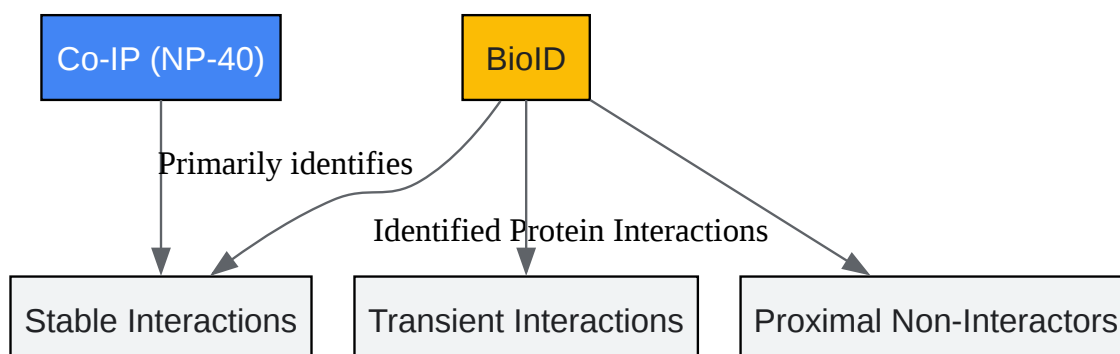 Co-IP (NP-40)
BioID
Primarily identifies
Identified Protein Interactions
Stable Interactions
Transient Interactions
Proximal Non-Interactors